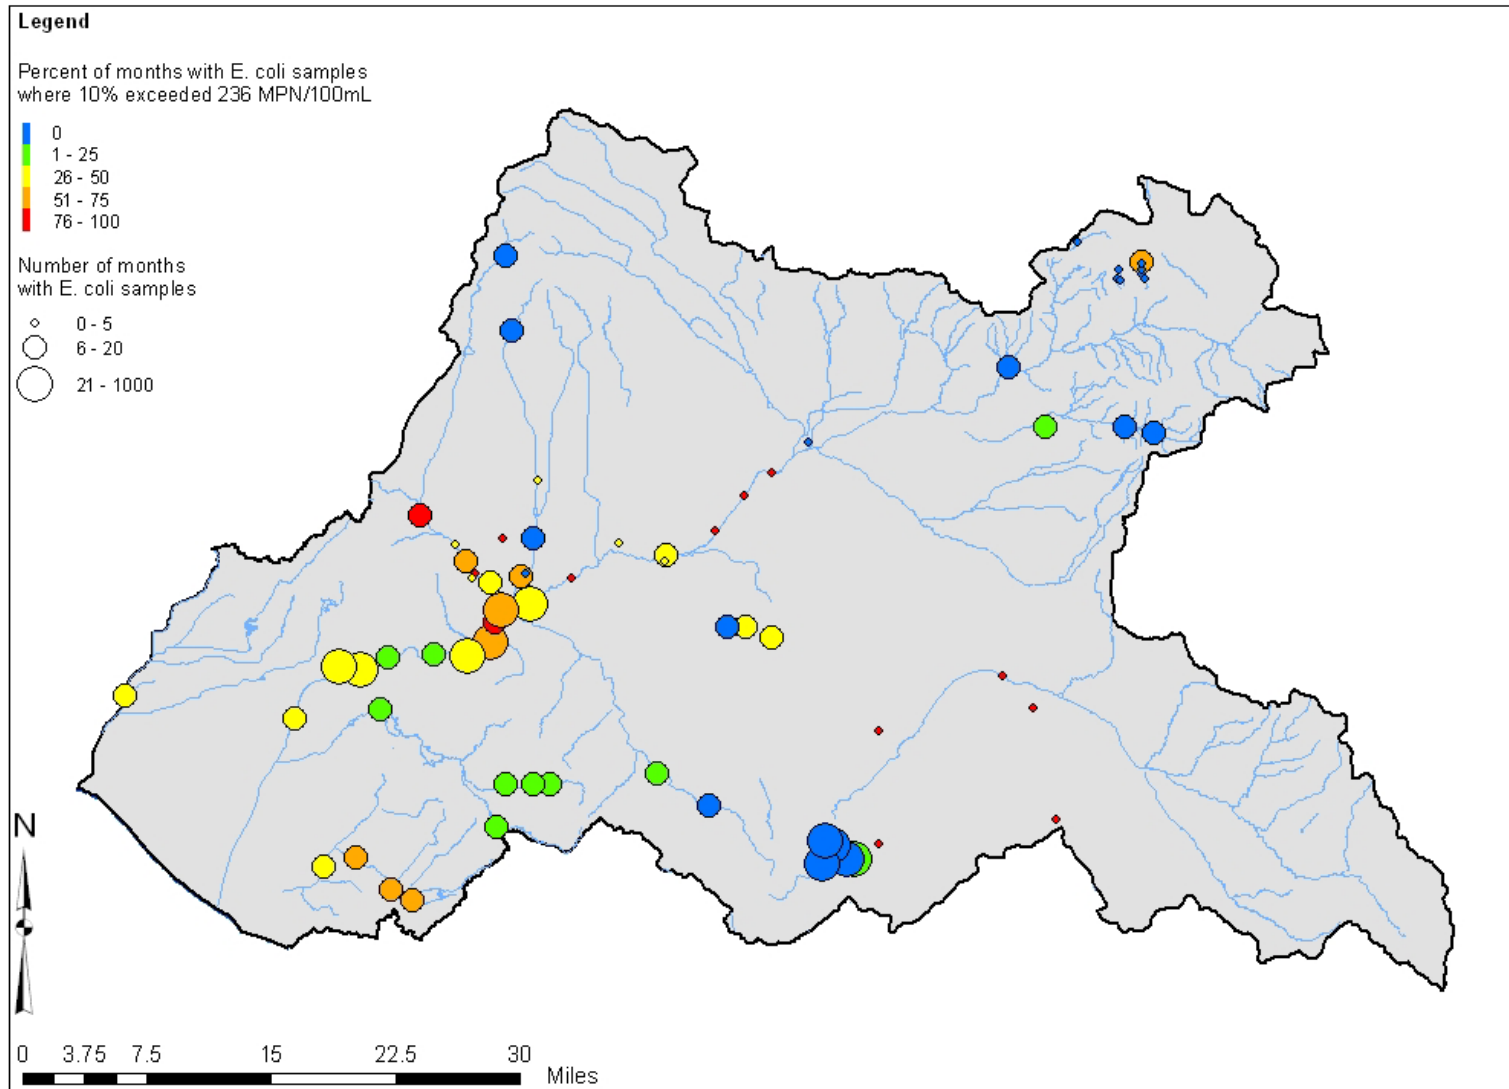 Legend
Percent of months with E. coli samples
where 10% exceeded 236 MPN/100mL
0
1 - 25
26 - 50
51 - 75
76 - 100
Number of months
with E. coli samples
0 - 5
6 - 20
21 - 1000
N
0 3.75 7.5 15 22.5 30
Miles